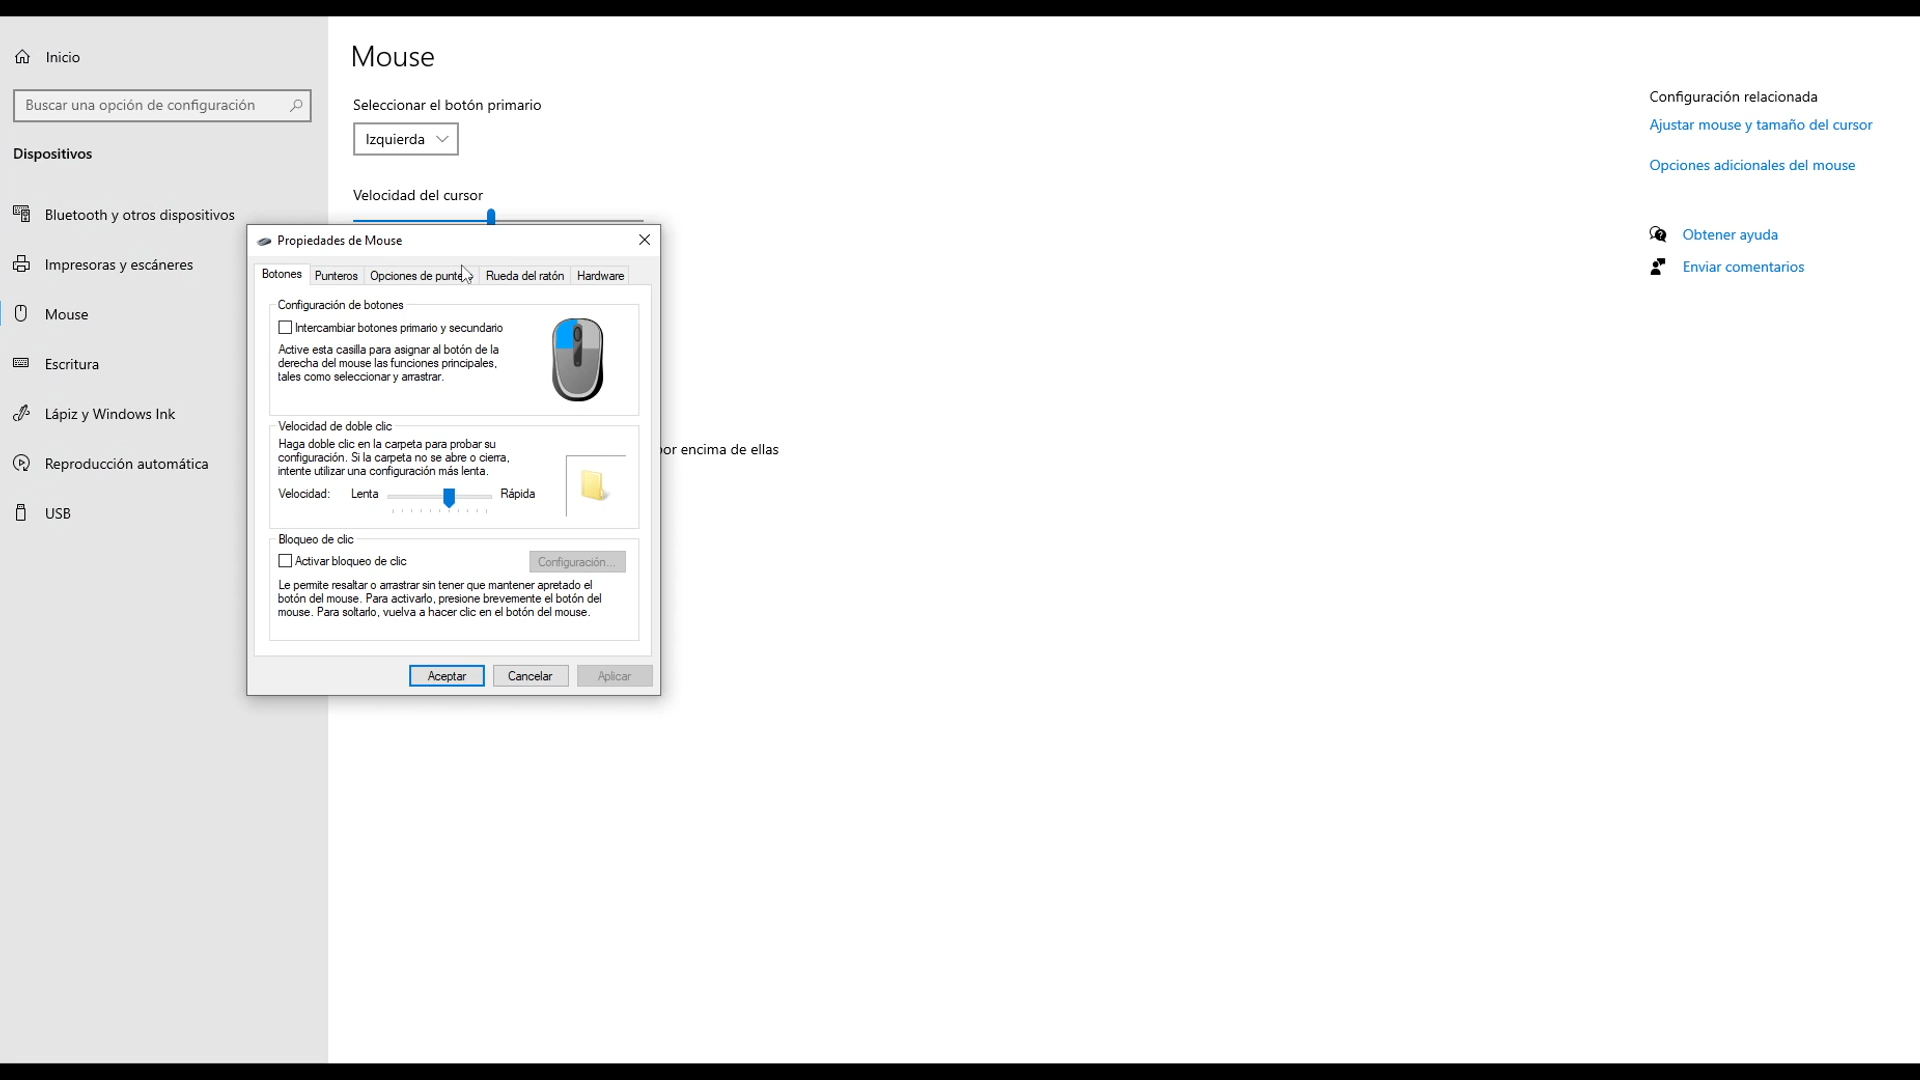 Inicio
Buscar una opción de configuración
Dispositivos
Bluetooth y otros dispositivos
Impresoras y escáneres
Mouse
Escritura
Lápiz y Windows Ink
Reproducción automática
USB
Mouse
Seleccionar el botón primario
Izquierda
Velocidad del cursor
por encima de ellas
Propiedades de Mouse
Botones
Punteros
Opciones de
Rueda del ratón
Hardware
Configuración de botones
Intercambiar botones primario y secundario
Active esta casilla para asignar al botón de la
derecha del mouse las funciones principales,
tales como seleccionar y arrastrar.
Velocidad de doble clic
Haga doble clic en la carpeta para probar su
configuración. Si la carpeta no se abre o cierra,
intente utilizar una configuración más lenta.
Velocidad: Lenta Rápida
Bloqueo de clic
Activar bloqueo de clic
Configuración...
Le permite resaltar o arrastrar sin tener que mantener apretado el
botón del mouse. Para activarlo, presione brevemente el botón del
mouse. Para soltarlo, vuelva a hacer clic en el botón del mouse.
Aceptar
Cancelar
Aplicar
Configuración relacionada
Ajustar mouse y tamaño del cursor
Opciones adicionales del mouse
Obtener ayuda
Enviar comentarios